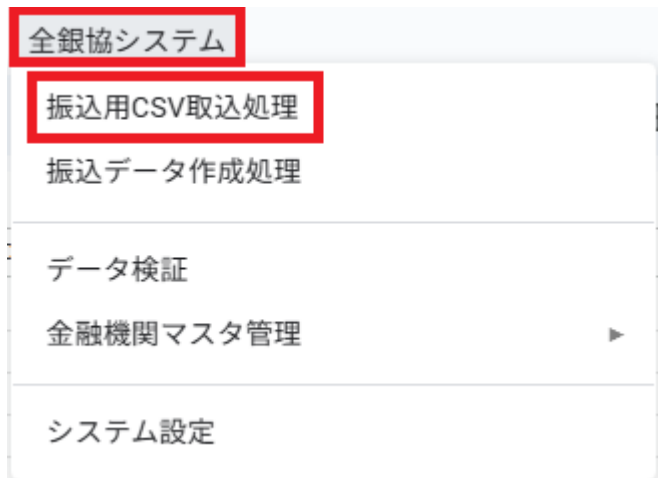 全銀協システム
振込用CSV取込処理
振込データ作成処理
データ検証
金融機関マスタ管理
システム設定